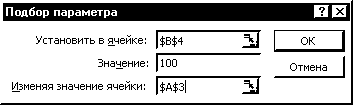 Подбор параметра
Установить в ячейке: $B$4 OK
Значение: 100 Отмена
Изменяя значение ячейки: $A$3